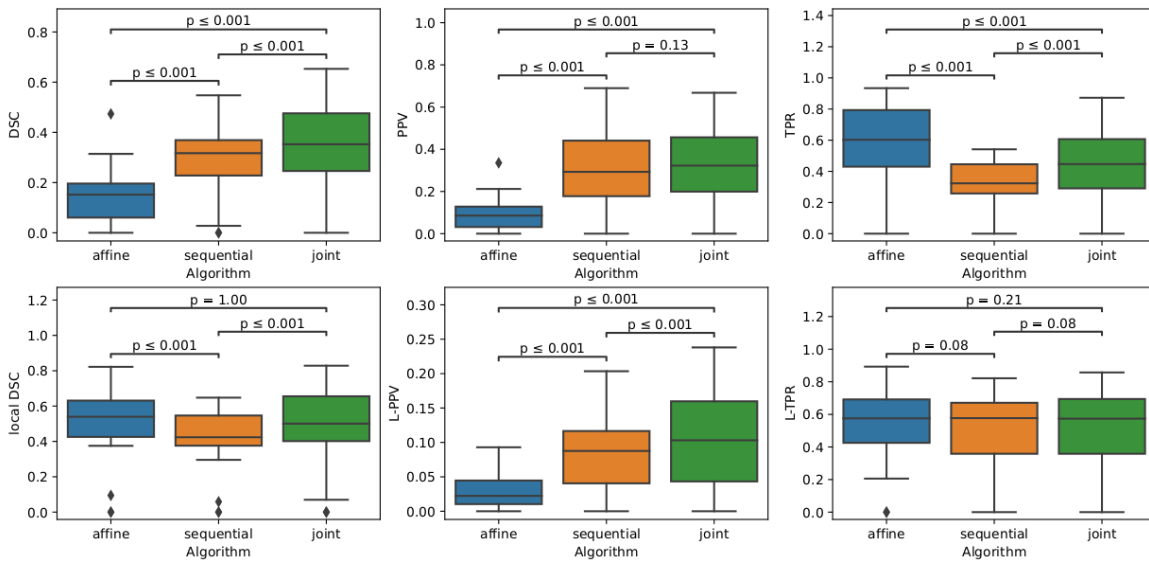 p ≤ 0.001
p ≤ 0.001
p ≤ 0.001
DSC
0.8
0.6
0.4
0.2
0.0
affine sequential joint
Algorithm
p ≤ 0.001
p = 0.13
p ≤ 0.001
PPV
1.0
0.8
0.6
0.4
0.2
0.0
affine sequential joint
Algorithm
p ≤ 0.001
p ≤ 0.001
p ≤ 0.001
TPR
1.4
1.2
1.0
0.8
0.6
0.4
0.2
0.0
affine sequential joint
Algorithm
p = 1.00
p ≤ 0.001
p ≤ 0.001
local DSC
1.2
1.0
0.8
0.6
0.4
0.2
0.0
affine sequential joint
Algorithm
p ≤ 0.001
p ≤ 0.001
p ≤ 0.001
L-PPV
0.30
0.25
0.20
0.15
0.10
0.05
0.00
affine sequential joint
Algorithm
p = 0.21
p = 0.08
p = 0.08
L-TPR
1.2
1.0
0.8
0.6
0.4
0.2
0.0
affine sequential joint
Algorithm